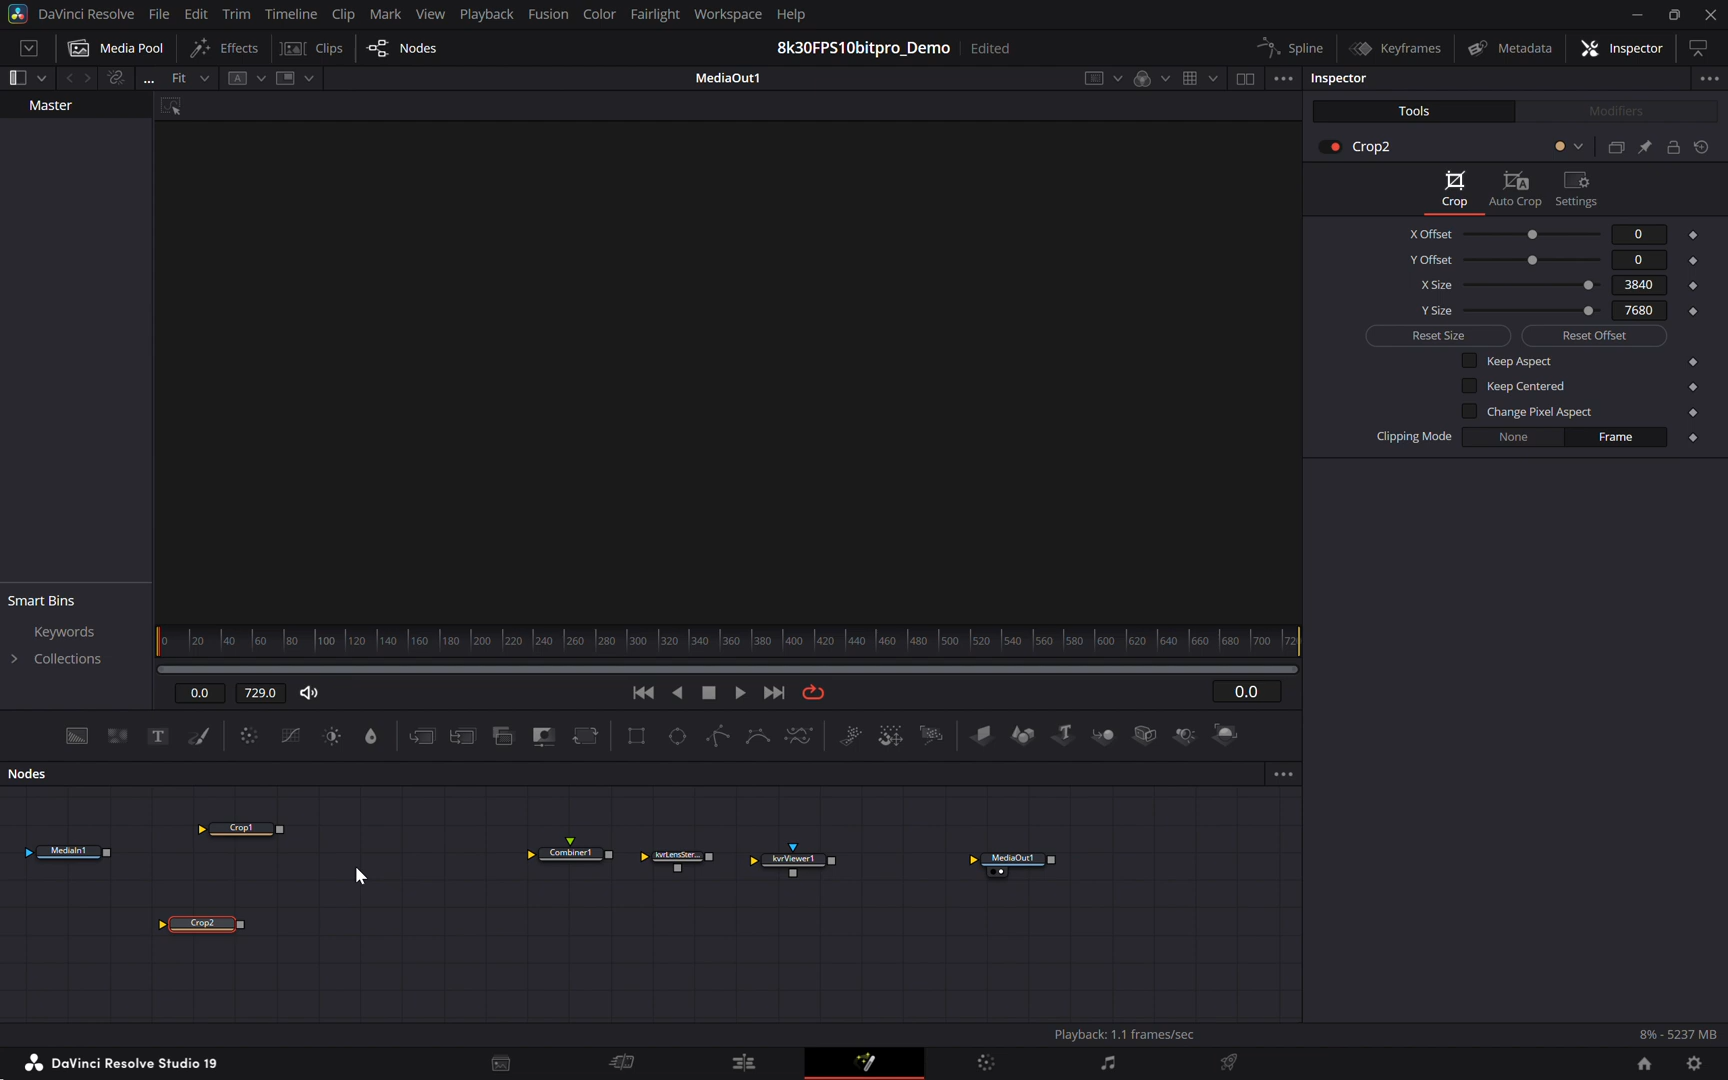 DaVinci Resolve File Edit Trim Timeline Clip Mark View Playback Fusion Color Fairlight Workspace Help
Media Pool Effects Clips Nodes 8k30FPS10bitpro_Demo Edited Spline Keyframes Metadata Inspector
... Fit A MediaOut1 Inspector
Master
Tools Modifiers
Crop2
Crop Auto Crop Settings
X Offset 0
Y Offset 0
X Size 3840
Y Size 7680
Reset Size Reset Offset
Keep Aspect
Keep Centered
Change Pixel Aspect
Clipping Mode None Frame
Smart Bins
Keywords
Collections
0 20 40 60 80 100 120 140 160 180 200 220 240 260 280 300 320 340 360 380 400 420 440 460 480 500 520 540 560 580 600 620 640 660 680 700 72
0.0 729.0 0.0
Nodes
Crop1
MediaIn1 Combiner1 kvrLensSter... kvrViewer1 MediaOut1
Crop2
Playback: 1.1 frames/sec 8% - 5237 MB
DaVinci Resolve Studio 19